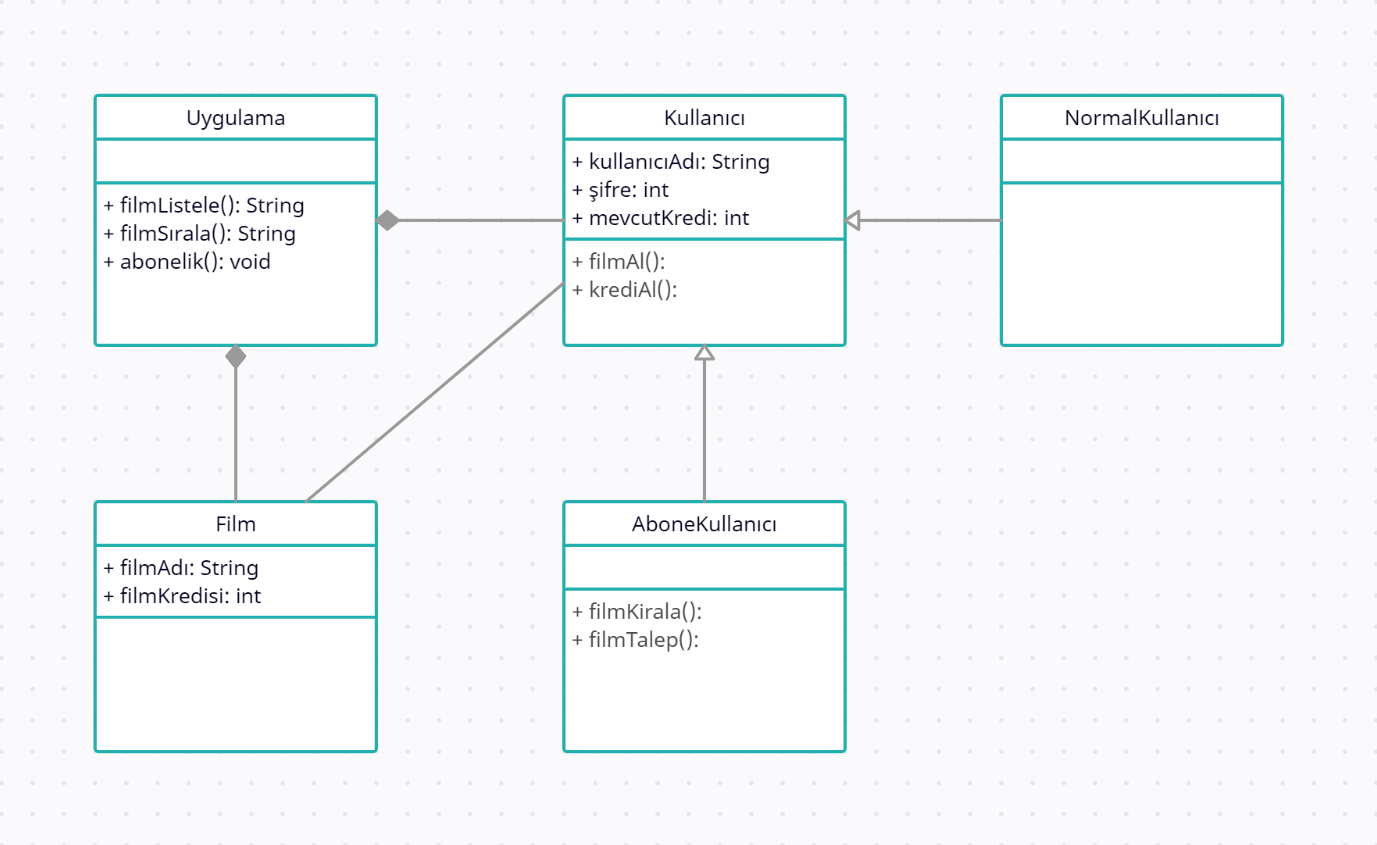 Uygulama
+ filmListele(): String
+ filmSırala(): String
+ abonelik(): void
Kullanıcı
+ kullanıcıAdı: String
+ şifre: int
+ mevcutKredi: int
+ filmAl():
+ krediAl():
NormalKullanıcı
Film
+ filmAdı: String
+ filmKredisi: int
AboneKullanıcı
+ filmKirala():
+ filmTalep():